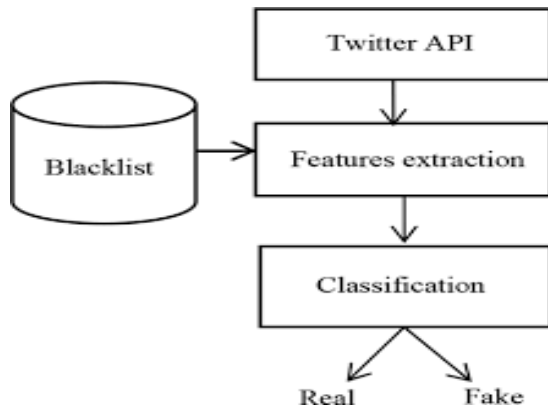 Twitter API
Blacklist
Features extraction
Classification
Real
Fake